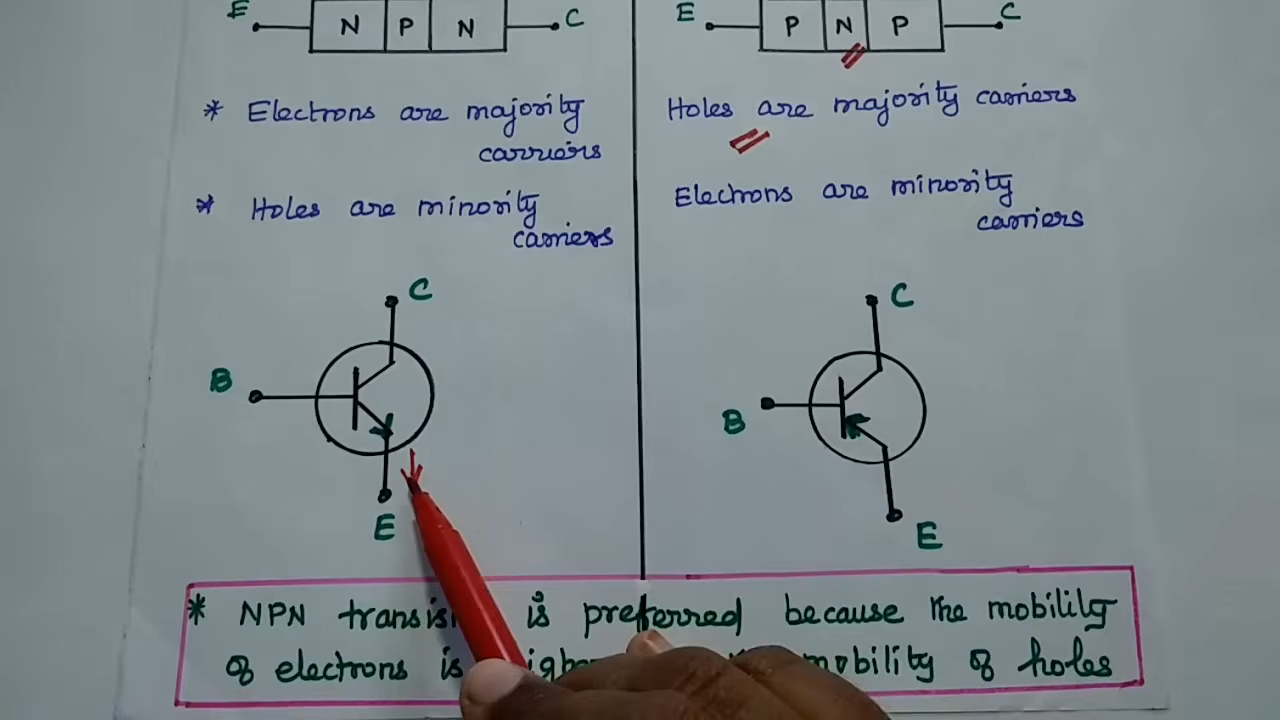 E N P N C
E P N P C
* Electrons are majority
carriers
* Holes are minority
carriers
Holes are majority carriers
Electrons are minority
carriers
C
B
E
C
B
E
* NPN is preferred because the mobility
of electrons is mobility of holes